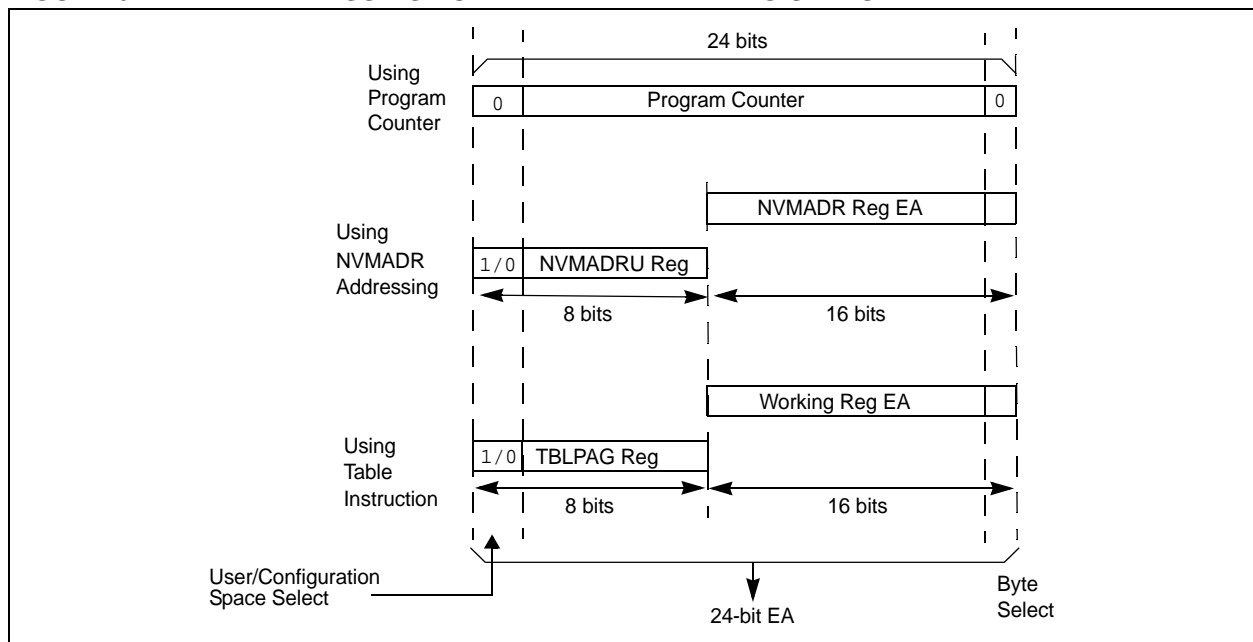 24 bits
Using
Program
Counter
0
Program Counter
0
NVMADR Reg EA
Using
NVMADR
Addressing
1/0
NVMADRU Reg
8 bits
16 bits
Working Reg EA
Using
Table
Instruction
1/0
TBLPAG Reg
8 bits
16 bits
User/Configuration
Space Select
24-bit EA
Byte
Select